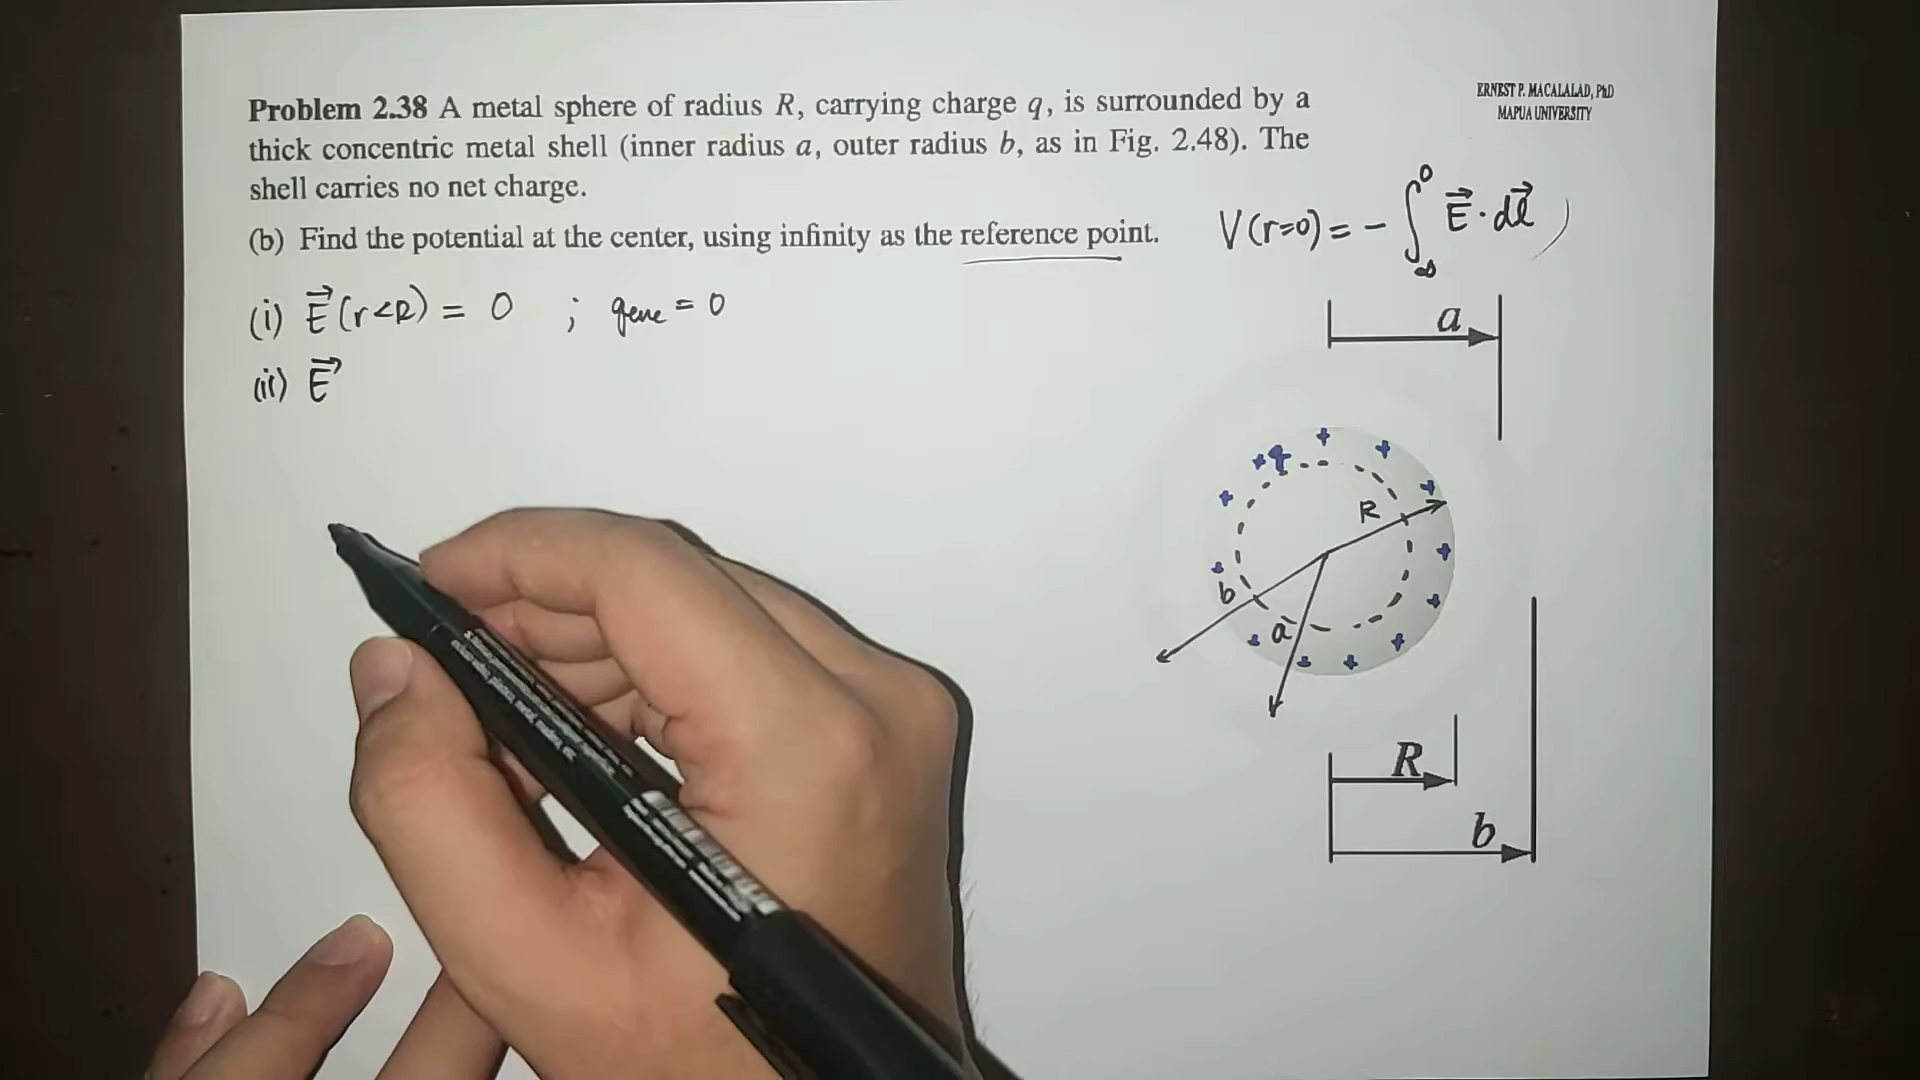 Problem 2.38 A metal sphere of radius R, carrying charge q, is surrounded by a
thick concentric metal shell (inner radius a, outer radius b, as in Fig. 2.48). The
shell carries no net charge.
(b) Find the potential at the center, using infinity as the reference point.
ERNEST P. MACALALAD, PhD
MAPUA UNIVERSITY
V(r=0) = - ∫_∞^0 E⃗ · dl⃗
(i) E⃗(r<R) = 0 ; qenc = 0
(ii) E⃗
a
+q + + + + + + + + + + + +
R
b
a
R
b